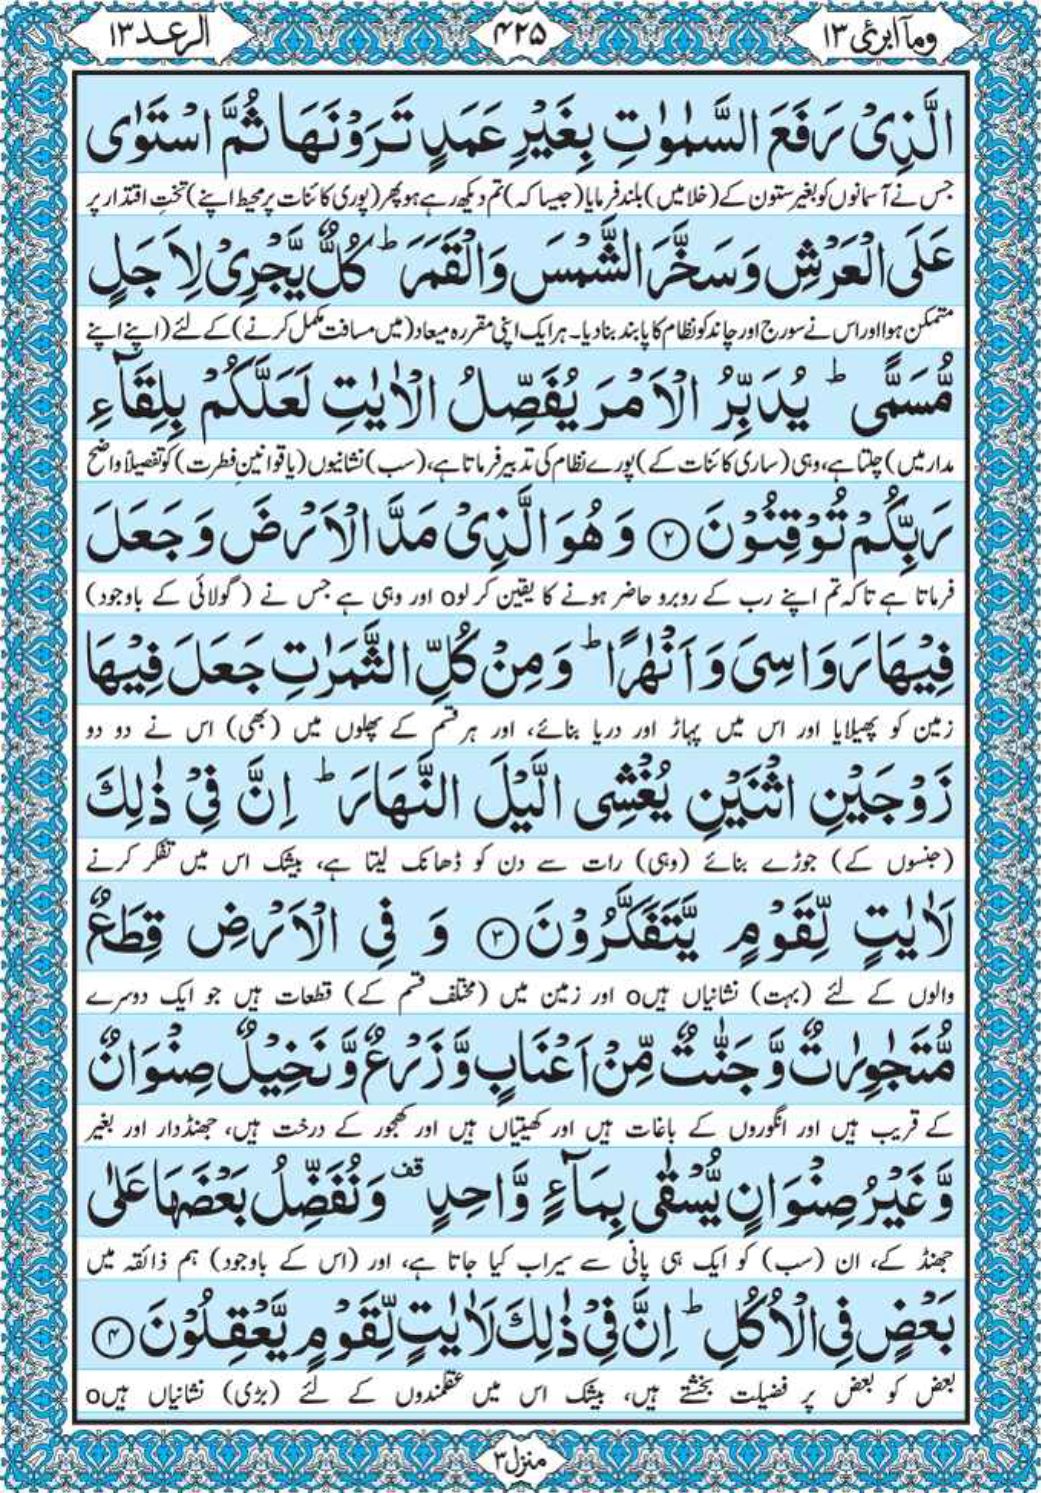 الرعد ١٣
۴۲۵
ومآ ابرئ ١٣
الَّذِیْ رَفَعَ السَّمٰوٰتِ بِغَیْرِ عَمَدٍ تَرَوْنَهَا ثُمَّ اسْتَوٰی
جس نے آسمانوں کو بغیر ستون کے (خلا میں) بلند فرمایا (جیسا کہ) تم دیکھ رہے ہو پھر (پوری کائنات پر محیط اپنے) تختِ اقتدار پر
عَلَی الْعَرْشِ وَسَخَّرَ الشَّمْسَ وَالْقَمَرَ ؕ کُلٌّ یَّجْرِیْ لِاَجَلٍ
متمکن ہوا اور اس نے سورج اور چاند کو نظام کا پابند بنا دیا۔ ہر ایک اپنی مقررہ میعاد (میں مسافت مکمل کرنے) کے لئے (اپنے اپنے
مُّسَمًّی ؕ یُدَبِّرُ الْاَمْرَ یُفَصِّلُ الْاٰیٰتِ لَعَلَّکُمْ بِلِقَآءِ
مدار میں) چلتا ہے، وہی (ساری کائنات کے) پورے نظام کی تدبیر فرماتا ہے، (سب) نشانیوں (یا قوانینِ فطرت) کو تفصیلاً واضح
رَبِّکُمْ تُوْقِنُوْنَ ۲ وَهُوَ الَّذِیْ مَدَّ الْاَرْضَ وَجَعَلَ
فرماتا ہے تاکہ تم اپنے رب کے روبرو حاضر ہونے کا یقین کر لوo اور وہی ہے جس نے (گولائی کے باوجود)
فِیْهَا رَوَاسِیَ وَاَنْهٰرًا ؕ وَمِنْ کُلِّ الثَّمَرٰتِ جَعَلَ فِیْهَا
زمین کو پھیلایا اور اس میں پہاڑ اور دریا بنائے، اور ہر قسم کے پھلوں میں (بھی) اس نے دو دو
زَوْجَیْنِ اثْنَیْنِ یُغْشِی الَّیْلَ النَّهَارَ ؕ اِنَّ فِیْ ذٰلِکَ
(جنسوں کے) جوڑے بنائے (وہی) رات سے دن کو ڈھانک لیتا ہے، بیشک اس میں تفکر کرنے
لَاٰیٰتٍ لِّقَوْمٍ یَّتَفَکَّرُوْنَ ۳ وَ فِی الْاَرْضِ قِطَعٌ
والوں کے لئے (بہت) نشانیاں ہیںo اور زمین میں (مختلف قسم کے) قطعات ہیں جو ایک دوسرے
مُّتَجٰوِرٰتٌ وَّجَنّٰتٌ مِّنْ اَعْنَابٍ وَّزَرْعٌ وَّنَخِیْلٌ صِنْوَانٌ
کے قریب ہیں اور انگوروں کے باغات ہیں اور کھیتیاں ہیں اور کھجور کے درخت ہیں، جھنڈدار اور بغیر
وَّغَیْرُ صِنْوَانٍ یُّسْقٰی بِمَآءٍ وَّاحِدٍ قف وَنُفَضِّلُ بَعْضَهَا عَلٰی
جھنڈ کے، ان (سب) کو ایک ہی پانی سے سیراب کیا جاتا ہے، اور (اس کے باوجود) ہم ذائقہ میں
بَعْضٍ فِی الْاُکُلِ ؕ اِنَّ فِیْ ذٰلِکَ لَاٰیٰتٍ لِّقَوْمٍ یَّعْقِلُوْنَ ۴
بعض کو بعض پر فضیلت بخشتے ہیں، بیشک اس میں عقلمندوں کے لئے (بڑی) نشانیاں ہیںo
منزل ۳